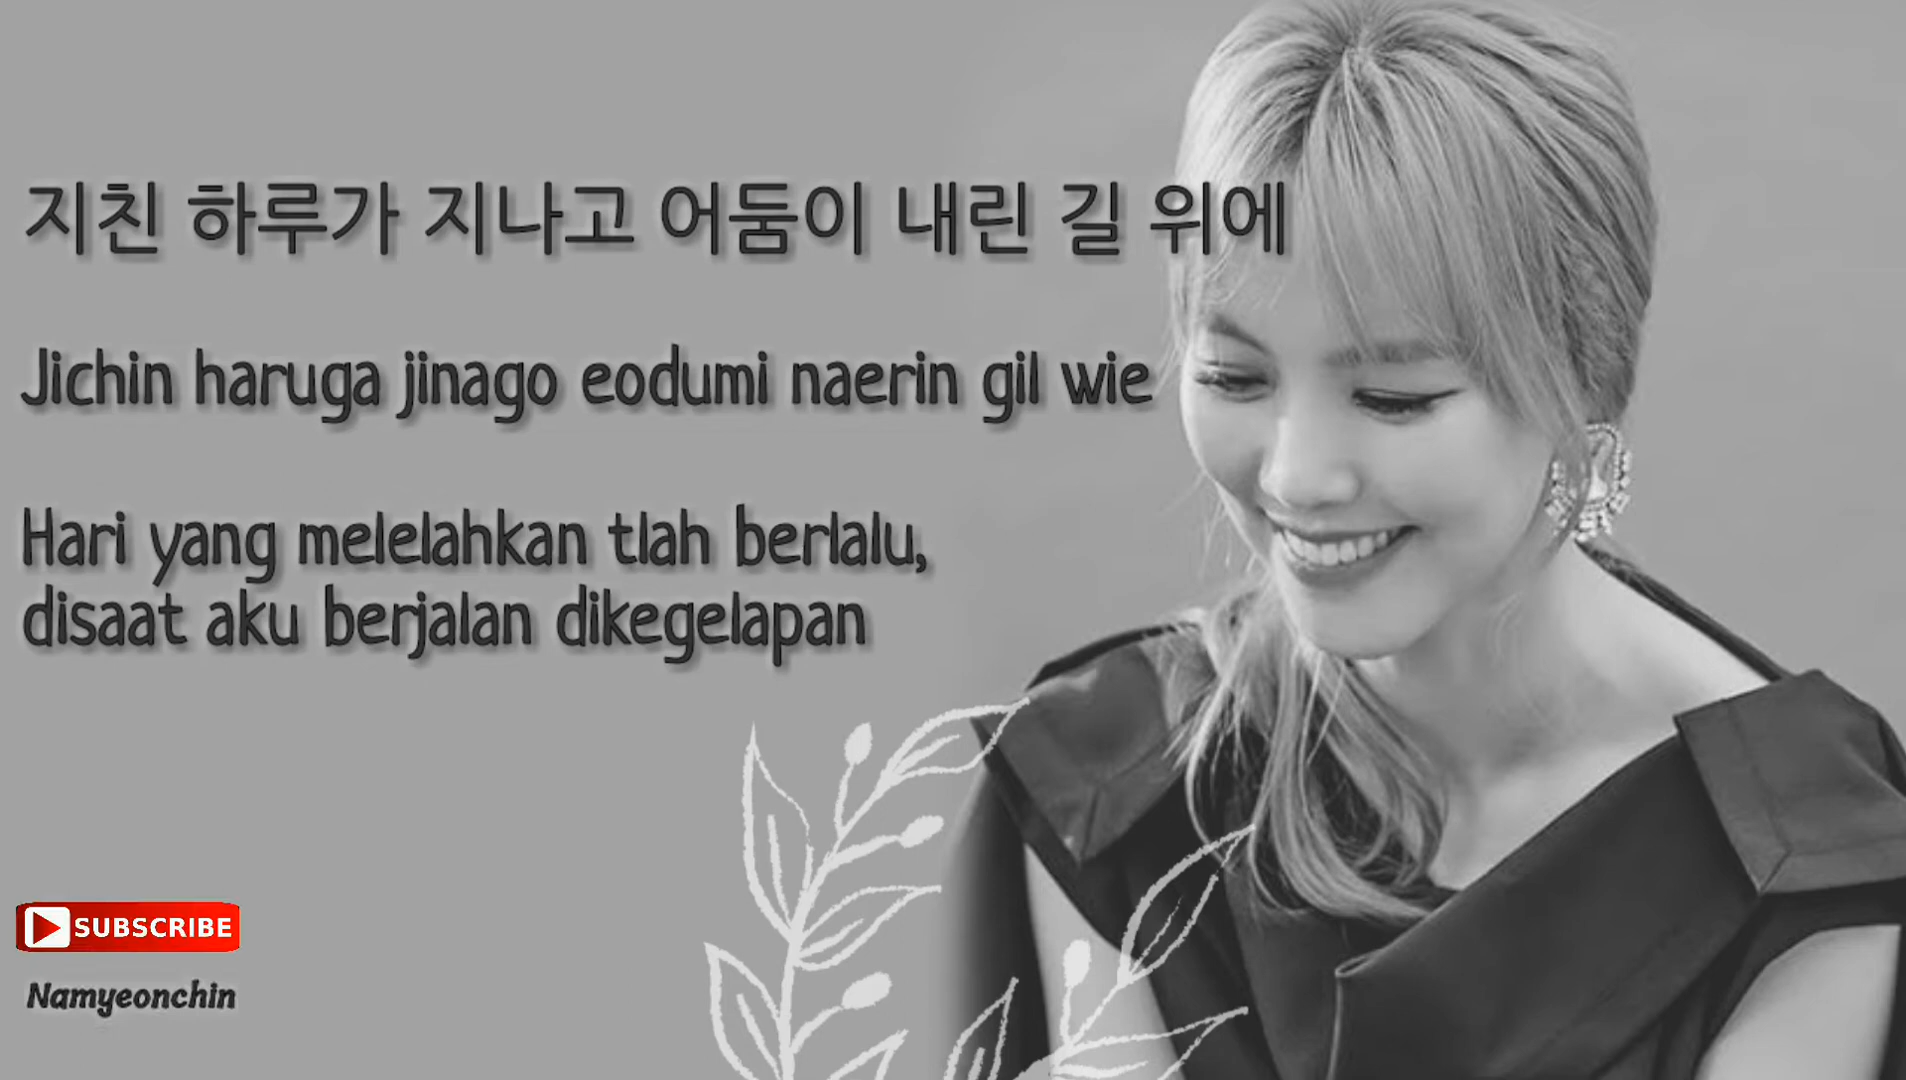 지친 하루가 지나고 어둠이 내린 길 위에
Jichin haruga jinago eodumi naerin gil wie
Hari yang melelahkan tlah berlalu,
disaat aku berjalan dikegelapan
SUBSCRIBE
Namyeonchin